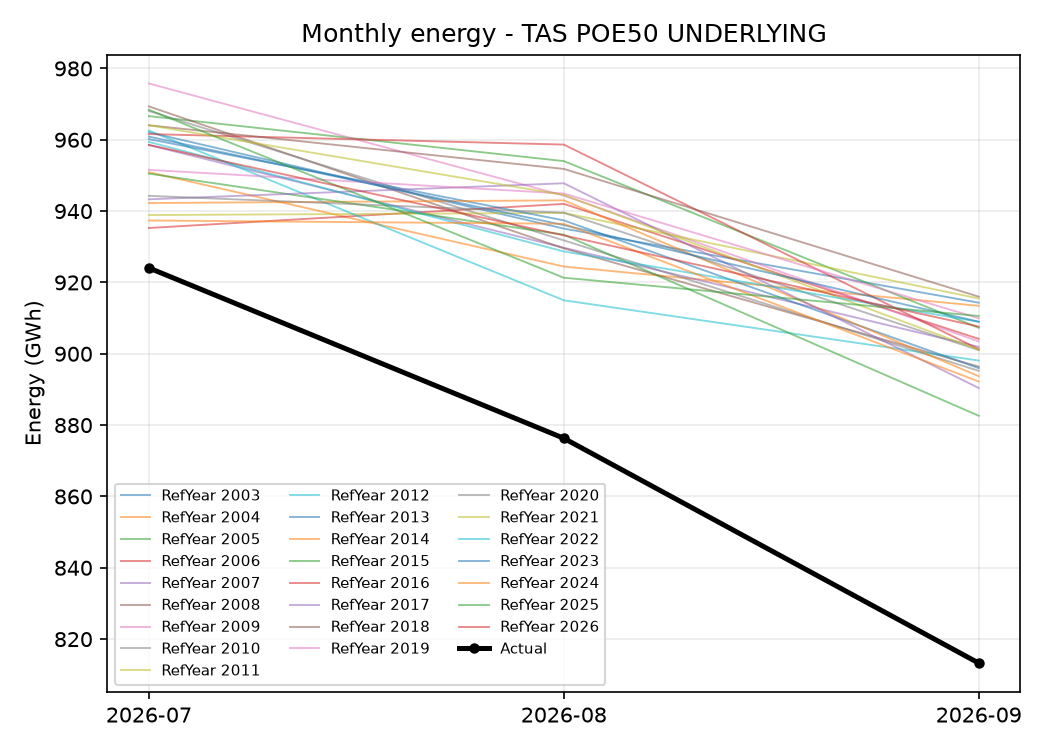 Monthly energy - TAS POE50 UNDERLYING
Energy (GWh)
980
960
940
920
900
880
860
840
820
RefYear 2003
RefYear 2004
RefYear 2005
RefYear 2006
RefYear 2007
RefYear 2008
RefYear 2009
RefYear 2010
RefYear 2011
RefYear 2012
RefYear 2013
RefYear 2014
RefYear 2015
RefYear 2016
RefYear 2017
RefYear 2018
RefYear 2019
RefYear 2020
RefYear 2021
RefYear 2022
RefYear 2023
RefYear 2024
RefYear 2025
RefYear 2026
Actual
2026-07
2026-08
2026-09